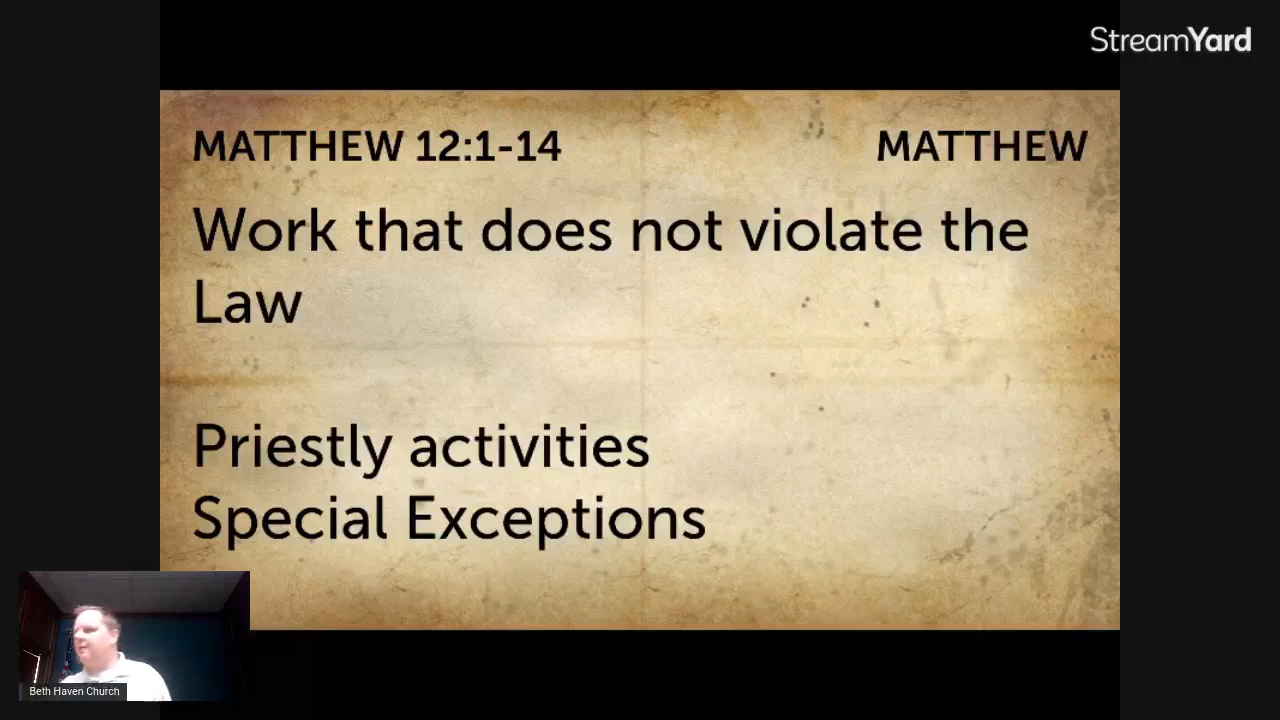 StreamYard
MATTHEW 12:1-14
MATTHEW
Work that does not violate the
Law
Priestly activities
Special Exceptions
Beth Haven Church